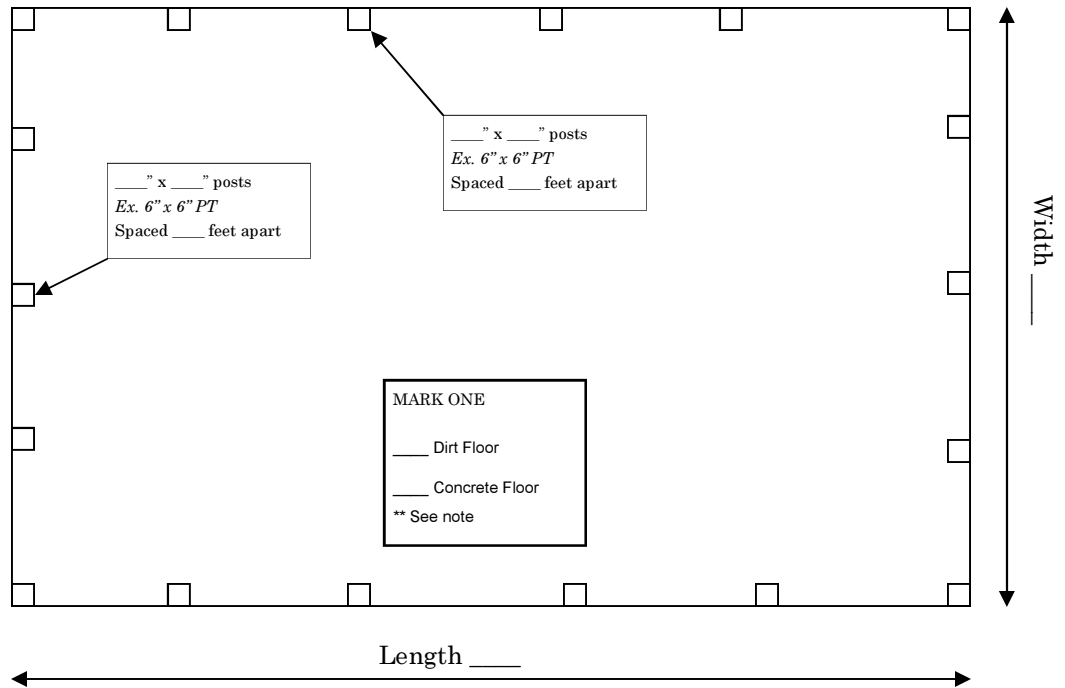 ____” x ____” posts
Ex. 6” x 6” PT
Spaced ____ feet apart
____” x ____” posts
Ex. 6” x 6” PT
Spaced ____ feet apart
Width ____
MARK ONE
____ Dirt Floor
____ Concrete Floor
** See note
Length ____